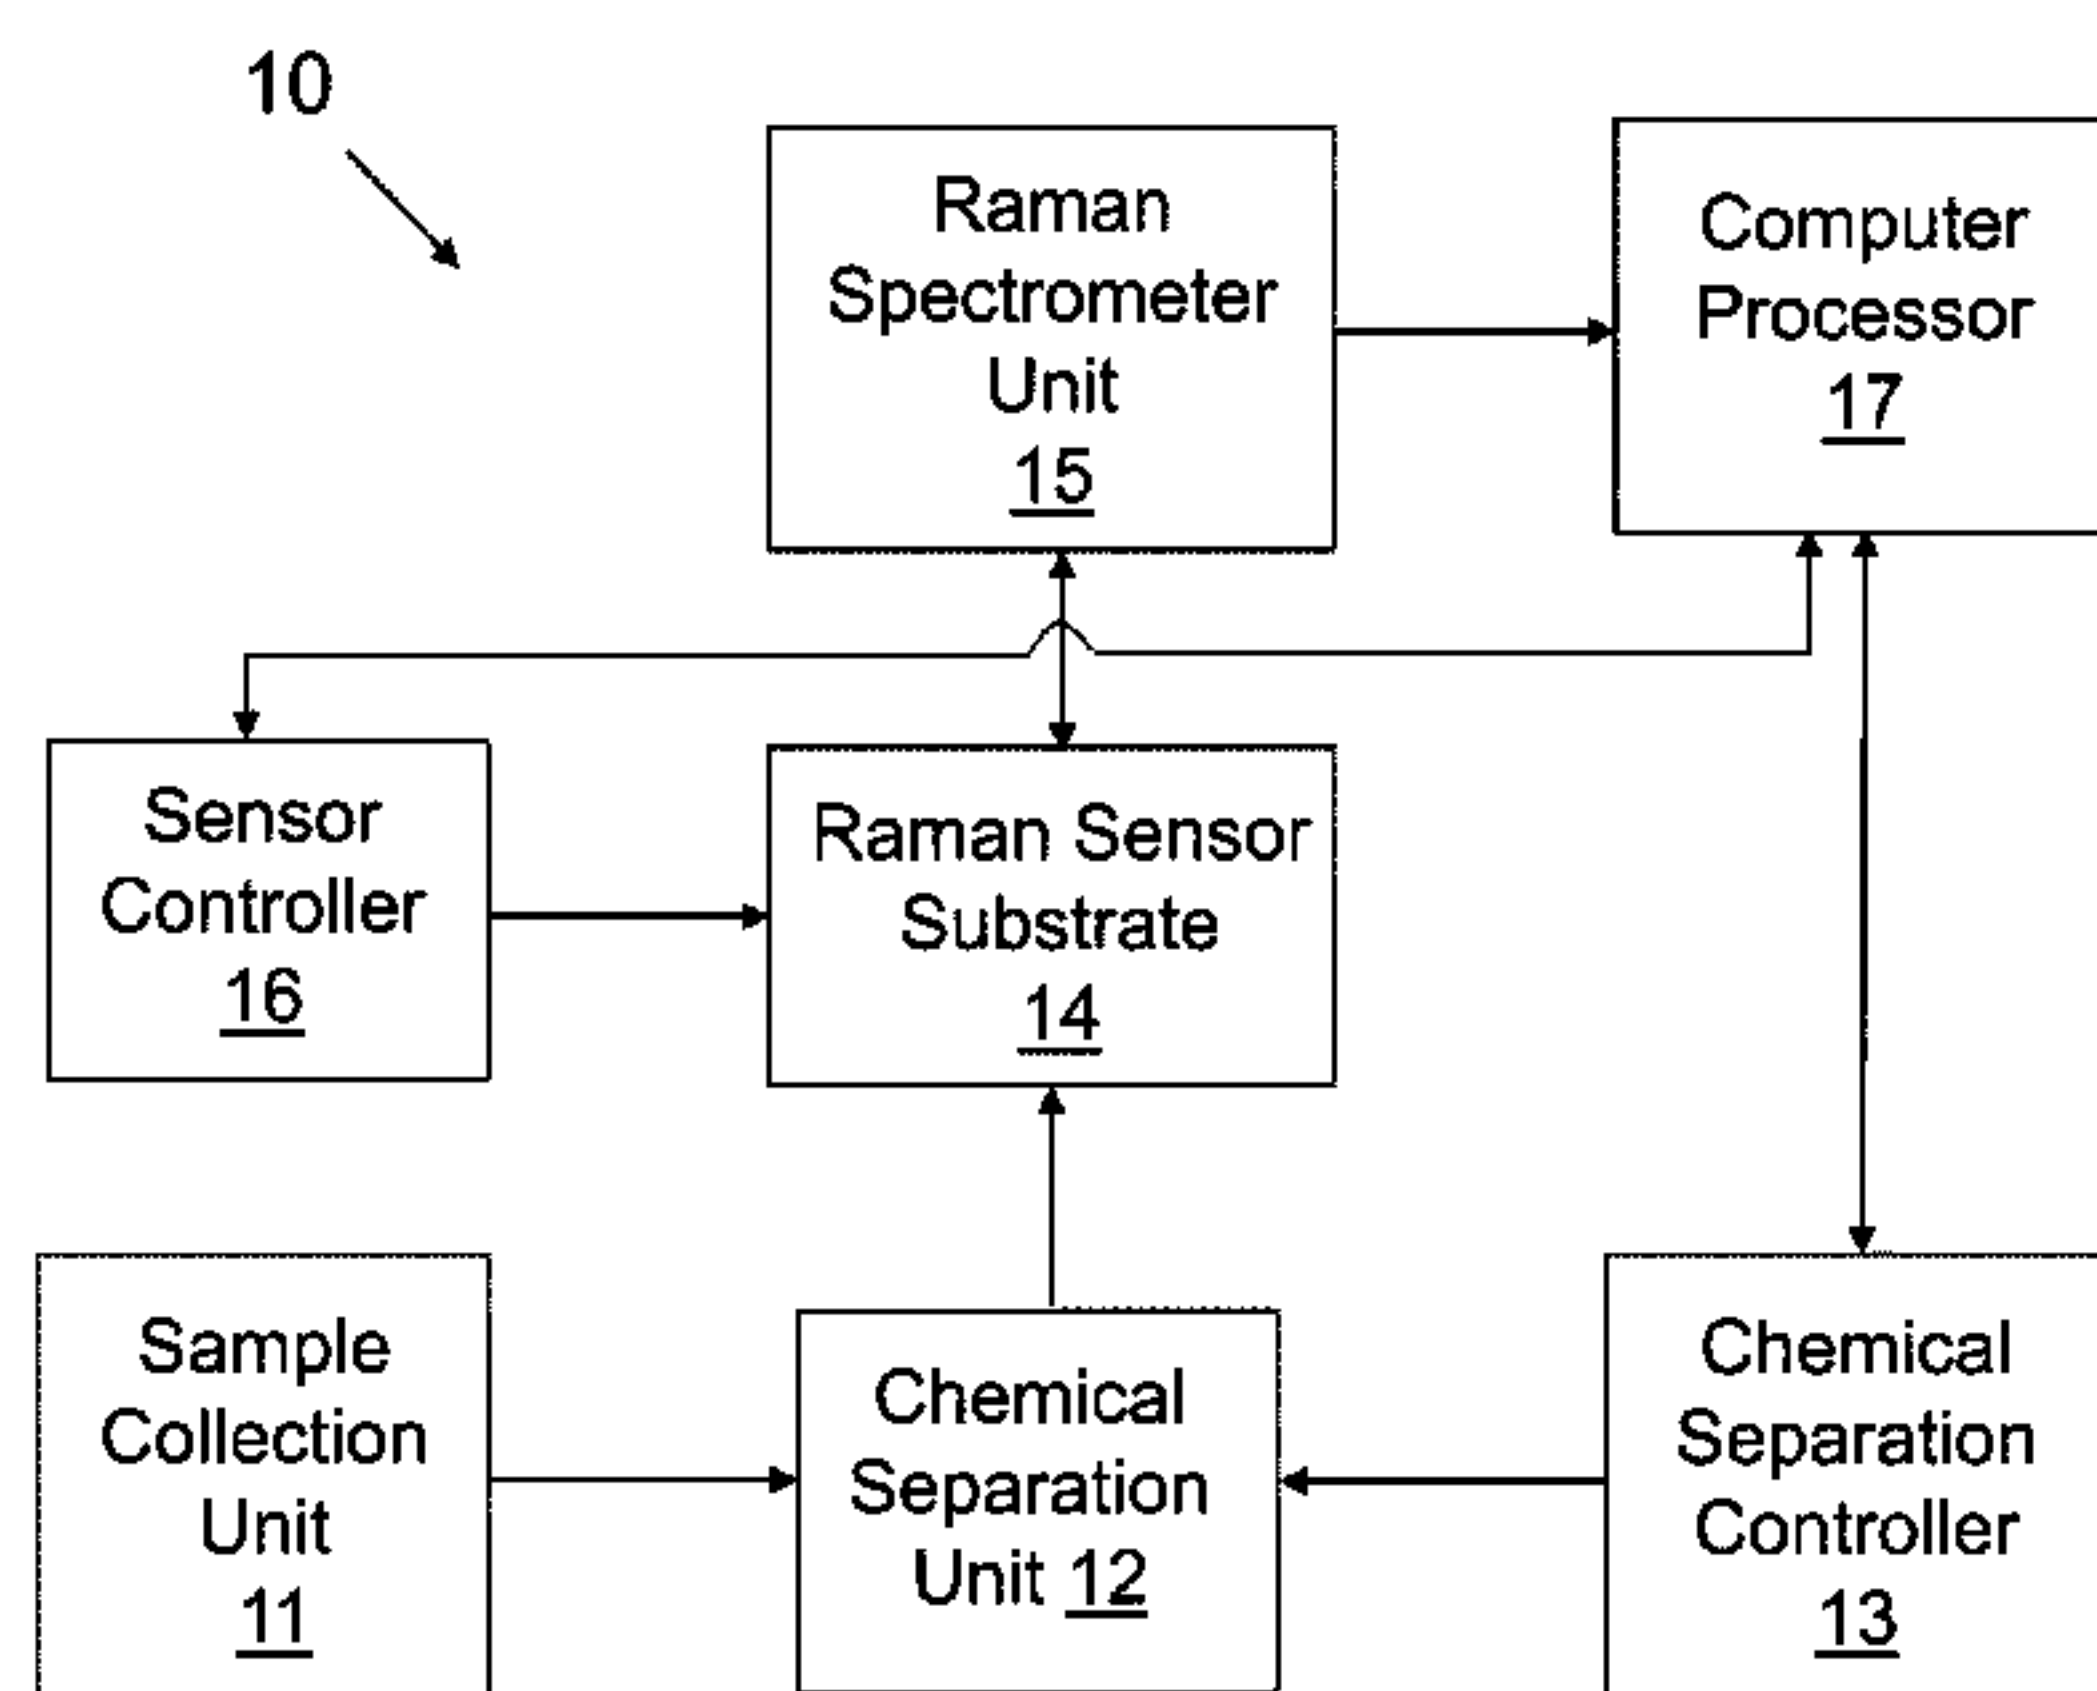 10
Raman
Spectrometer
Unit
15
Computer
Processor
17
Sensor
Controller
16
Raman Sensor
Substrate
14
Sample
Collection
Unit
11
Chemical
Separation
Unit 12
Chemical
Separation
Controller
13